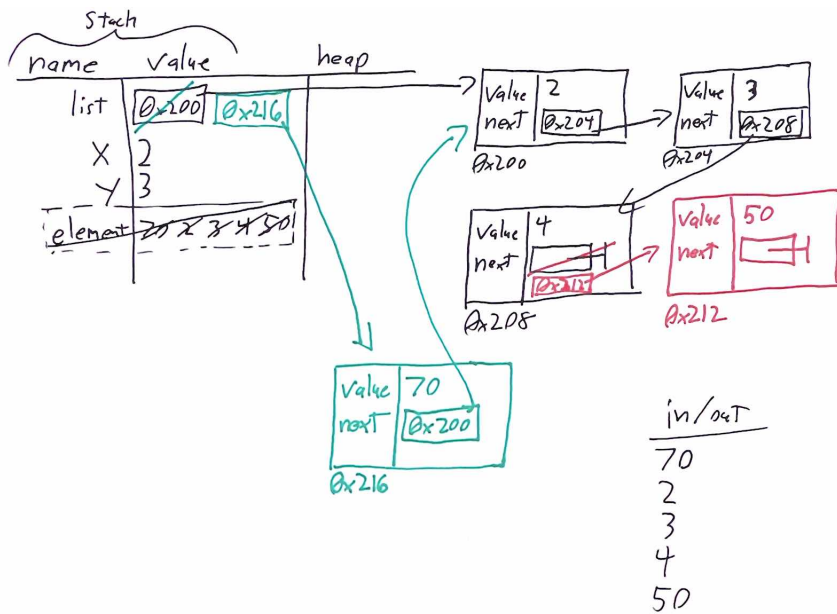 Stach
name value heap
list 0x200 0x216
X 2
Y 3
element 2 3 4 50
value 2
next 0x204
0x200
value 3
next 0x208
0x204
value 4
next
0x212
0x208
value 50
next
0x212
value 70
next 0x200
0x216
in/out
70
2
3
4
50